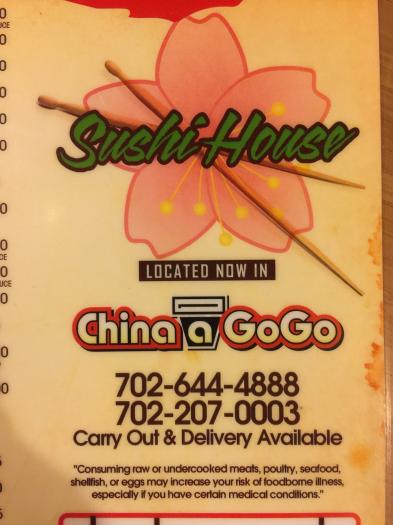 Sushi House
LOCATED NOW IN
China a GoGo
702-644-4888
702-207-0003
Carry Out & Delivery Available
"Consuming raw or undercooked meats, poultry, seafood,
shellfish, or eggs may increase your risk of foodborne illness,
especially if you have certain medical conditions."